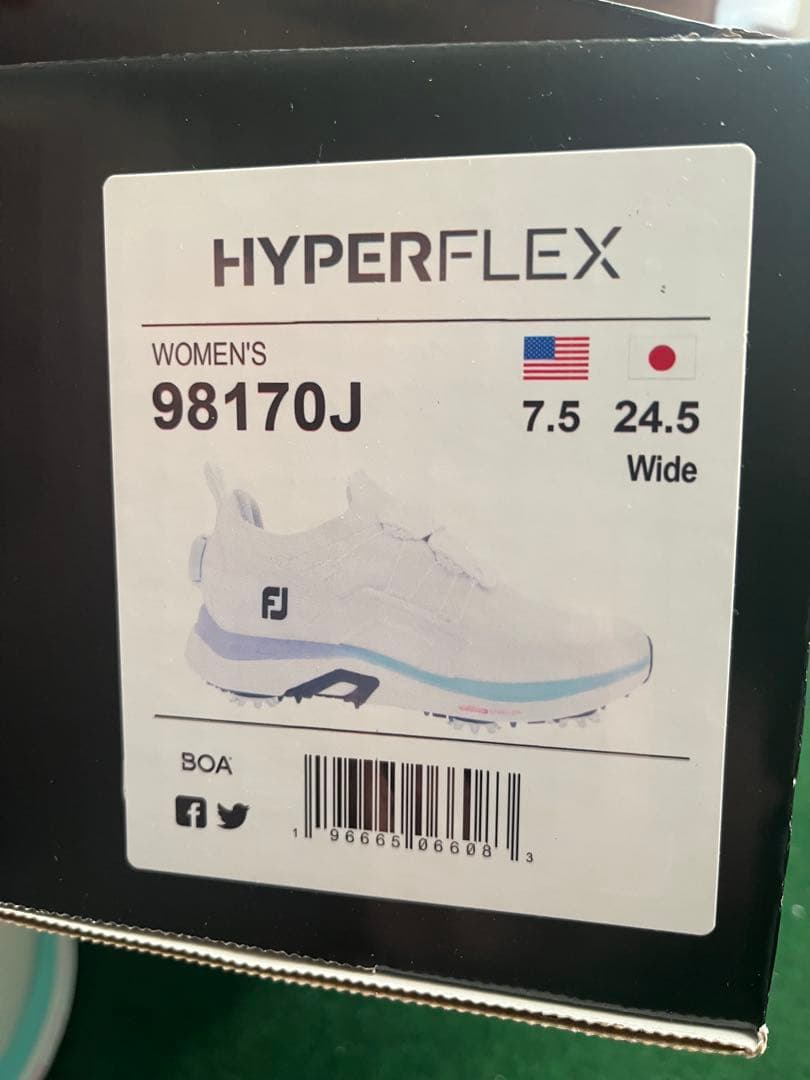 HYPERFLEX
WOMEN'S
98170J
7.5 24.5
Wide
FJ
BOA
1 96665 06608 3